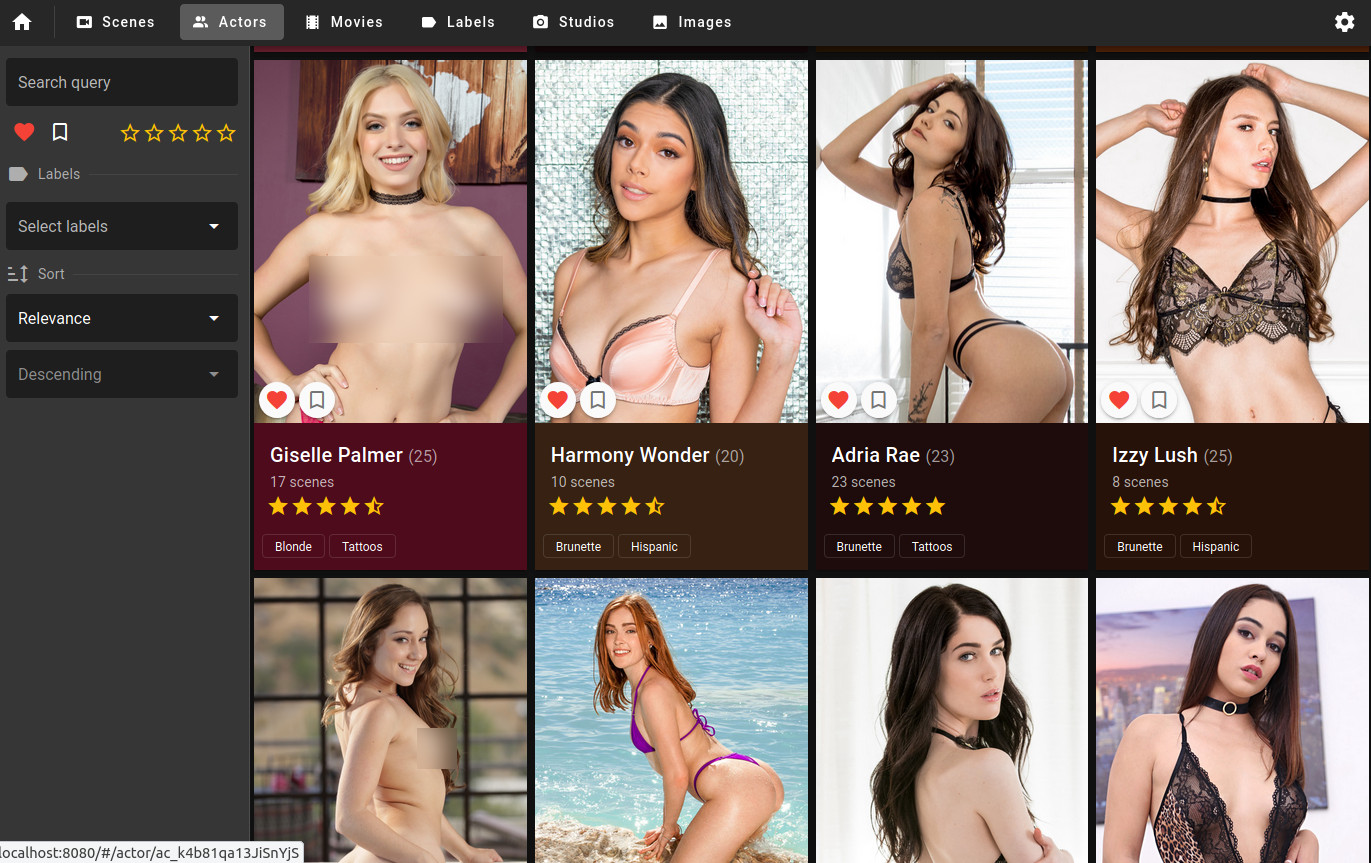 Scenes Actors Movies Labels Studios Images
Search query
Labels
Select labels
Sort
Relevance
Descending
Giselle Palmer (25)
17 scenes
Blonde Tattoos
Harmony Wonder (20)
10 scenes
Brunette Hispanic
Adria Rae (23)
23 scenes
Brunette Tattoos
Izzy Lush (25)
8 scenes
Brunette Hispanic
localhost:8080/#/actor/ac_k4b81qa13JiSnYjS